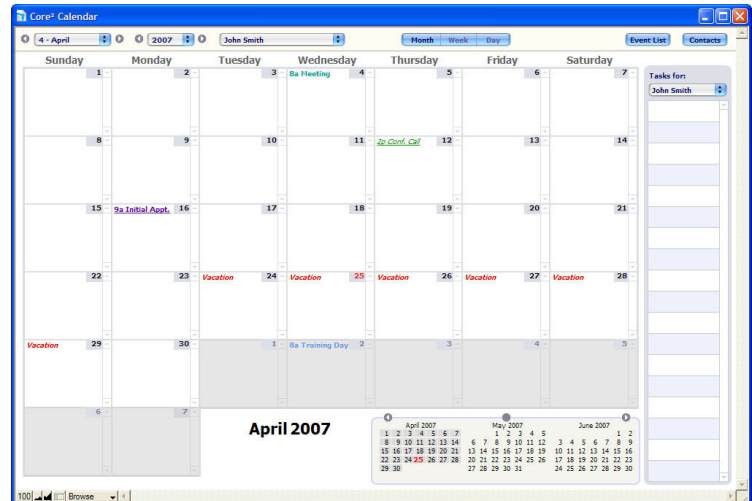 Core² Calendar
4 - April 2007 John Smith Month Week Day Event List Contacts
Sunday Monday Tuesday Wednesday Thursday Friday Saturday
Tasks for:
John Smith
1 2 3 8a Meeting 4 5 6 7
8 9 10 11 2p Conf. Call 12 13 14
15 9a Initial Appt. 16 17 18 19 20 21
22 23 Vacation 24 Vacation 25 Vacation 26 Vacation 27 Vacation 28
Vacation 29 30 1 8a Training Day 2 3 4 5
6 7
April 2007
April 2007
1 2 3 4 5 6 7
8 9 10 11 12 13 14
15 16 17 18 19 20 21
22 23 24 25 26 27 28
29 30
May 2007
1 2 3 4 5
6 7 8 9 10 11 12
13 14 15 16 17 18 19
20 21 22 23 24 25 26
27 28 29 30 31
June 2007
1 2
3 4 5 6 7 8 9
10 11 12 13 14 15 16
17 18 19 20 21 22 23
24 25 26 27 28 29 30
100 Browse